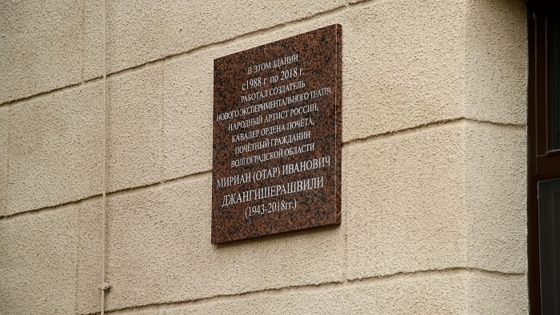 В ЭТОМ ЗДАНИИ
с 1988 г. по 2018 г.
РАБОТАЛ СОЗДАТЕЛЬ
НОВОГО ЭКСПЕРИМЕНТАЛЬНОГО ТЕАТРА
НАРОДНЫЙ АРТИСТ РОССИИ,
КАВАЛЕР ОРДЕНА ПОЧЁТА,
ПОЧЁТНЫЙ ГРАЖДАНИН
ВОЛГОГРАДСКОЙ ОБЛАСТИ
МИРИАН (ОТАР) ИВАНОВИЧ
ДЖАНГИШЕРАШВИЛИ
(1943-2018гг.)